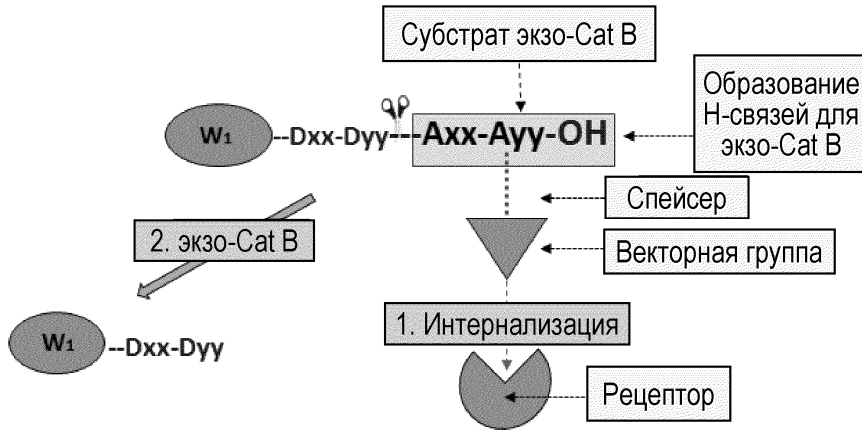 Субстрат экзо-Cat B
Образование
Н-связей для
экзо-Cat B
W₁ --Dxx-Dyy---Axx-Ayy-OH
Спейсер
2. экзо-Cat B
Векторная группа
1. Интернализация
W₁ --Dxx-Dyy
Рецептор